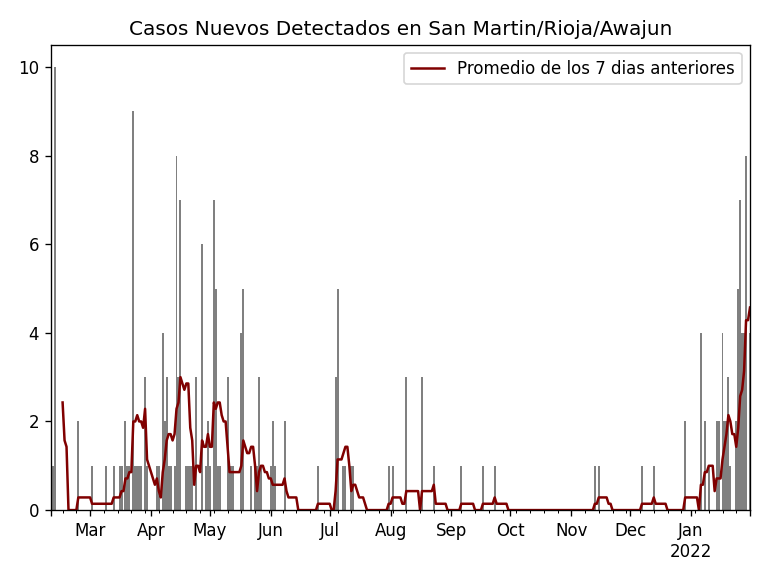 Casos Nuevos Detectados en San Martin/Rioja/Awajun
Promedio de los 7 dias anteriores
10
8
6
4
2
0
Mar Apr May Jun Jul Aug Sep Oct Nov Dec Jan
2022